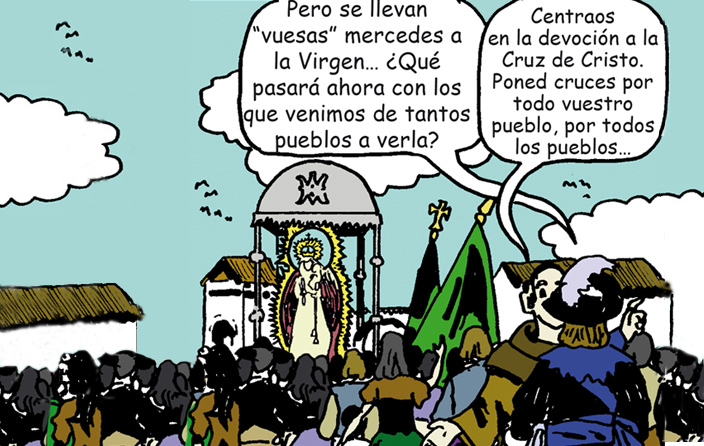 Pero se llevan
“vuesas” mercedes a
la Virgen... ¿Qué
pasará ahora con los
que venimos de tantos
pueblos a verla?
Centraos
en la devoción a la
Cruz de Cristo.
Poned cruces por
todo vuestro
pueblo, por todos
los pueblos...